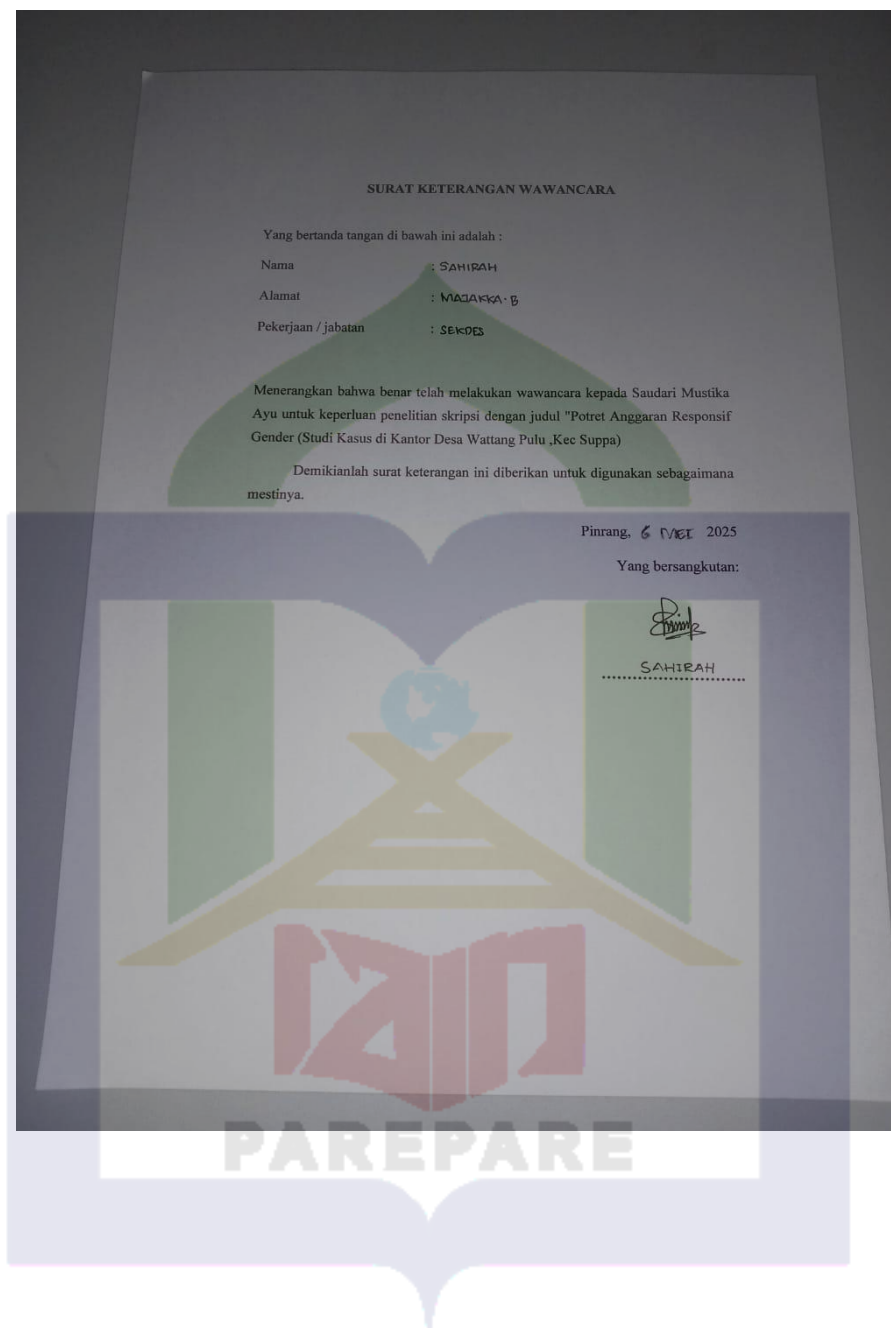 SURAT KETERANGAN WAWANCARA
Yang bertanda tangan di bawah ini adalah :
Nama : SAHIRAH
Alamat : MAJAKKA·B
Pekerjaan / jabatan : SEKDES
Menerangkan bahwa benar telah melakukan wawancara kepada Saudari Mustika
Ayu untuk keperluan penelitian skripsi dengan judul "Potret Anggaran Responsif
Gender (Studi Kasus di Kantor Desa Wattang Pulu ,Kec Suppa)
Demikianlah surat keterangan ini diberikan untuk digunakan sebagaimana
mestinya.
Pinrang, 6 MEI 2025
Yang bersangkutan:
SAHIRAH
iain
PAREPARE